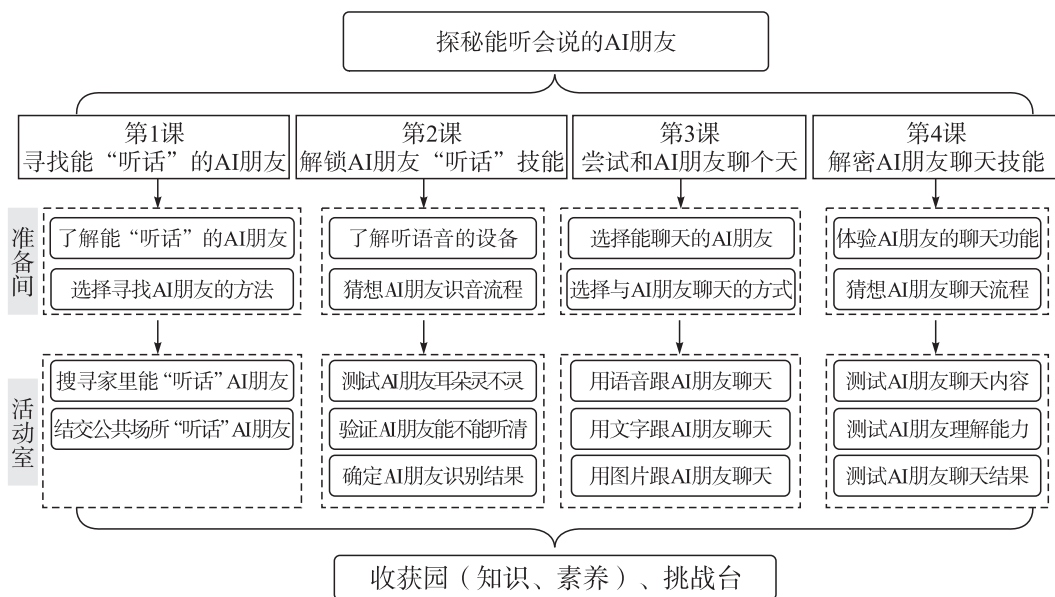 探秘能听会说的AI朋友
第1课
寻找能“听话”的AI朋友
第2课
解锁AI朋友“听话”技能
第3课
尝试和AI朋友聊个天
第4课
解密AI朋友聊天技能
准备间
了解能“听话”的AI朋友
选择寻找AI朋友的方法
了解听语音的设备
猜想AI朋友识音流程
选择能聊天的AI朋友
选择与AI朋友聊天的方式
体验AI朋友的聊天功能
猜想AI朋友聊天流程
活动室
搜寻家里能“听话”AI朋友
结交公共场所“听话”AI朋友
测试AI朋友耳朵灵不灵
验证AI朋友能不能听清
确定AI朋友识别结果
用语音跟AI朋友聊天
用文字跟AI朋友聊天
用图片跟AI朋友聊天
测试AI朋友聊天内容
测试AI朋友理解能力
测试AI朋友聊天结果
收获园（知识、素养）、挑战台